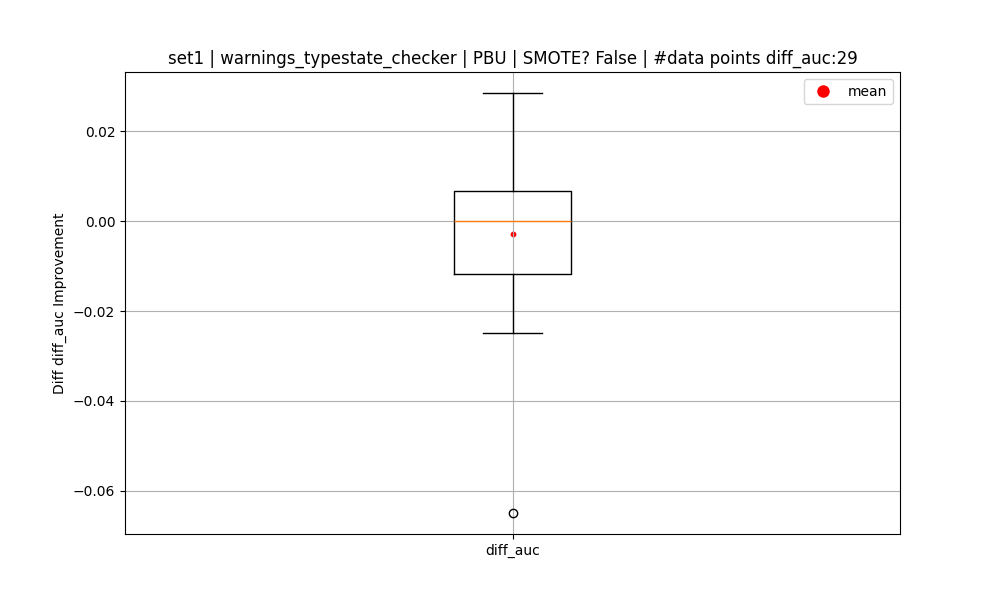 set1 | warnings_typestate_checker | PBU | SMOTE? False | #data points diff_auc:29
mean
0.02
0.00
−0.02
−0.04
−0.06
Diff diff_auc Improvement
diff_auc